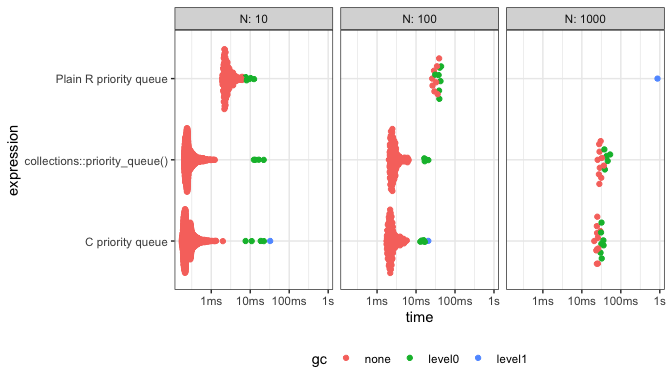 N: 10
N: 100
N: 1000
expression
Plain R priority queue
collections::priority_queue()
C priority queue
1ms 10ms 100ms 1s
1ms 10ms 100ms 1s
1ms 10ms 100ms 1s
time
gc none level0 level1